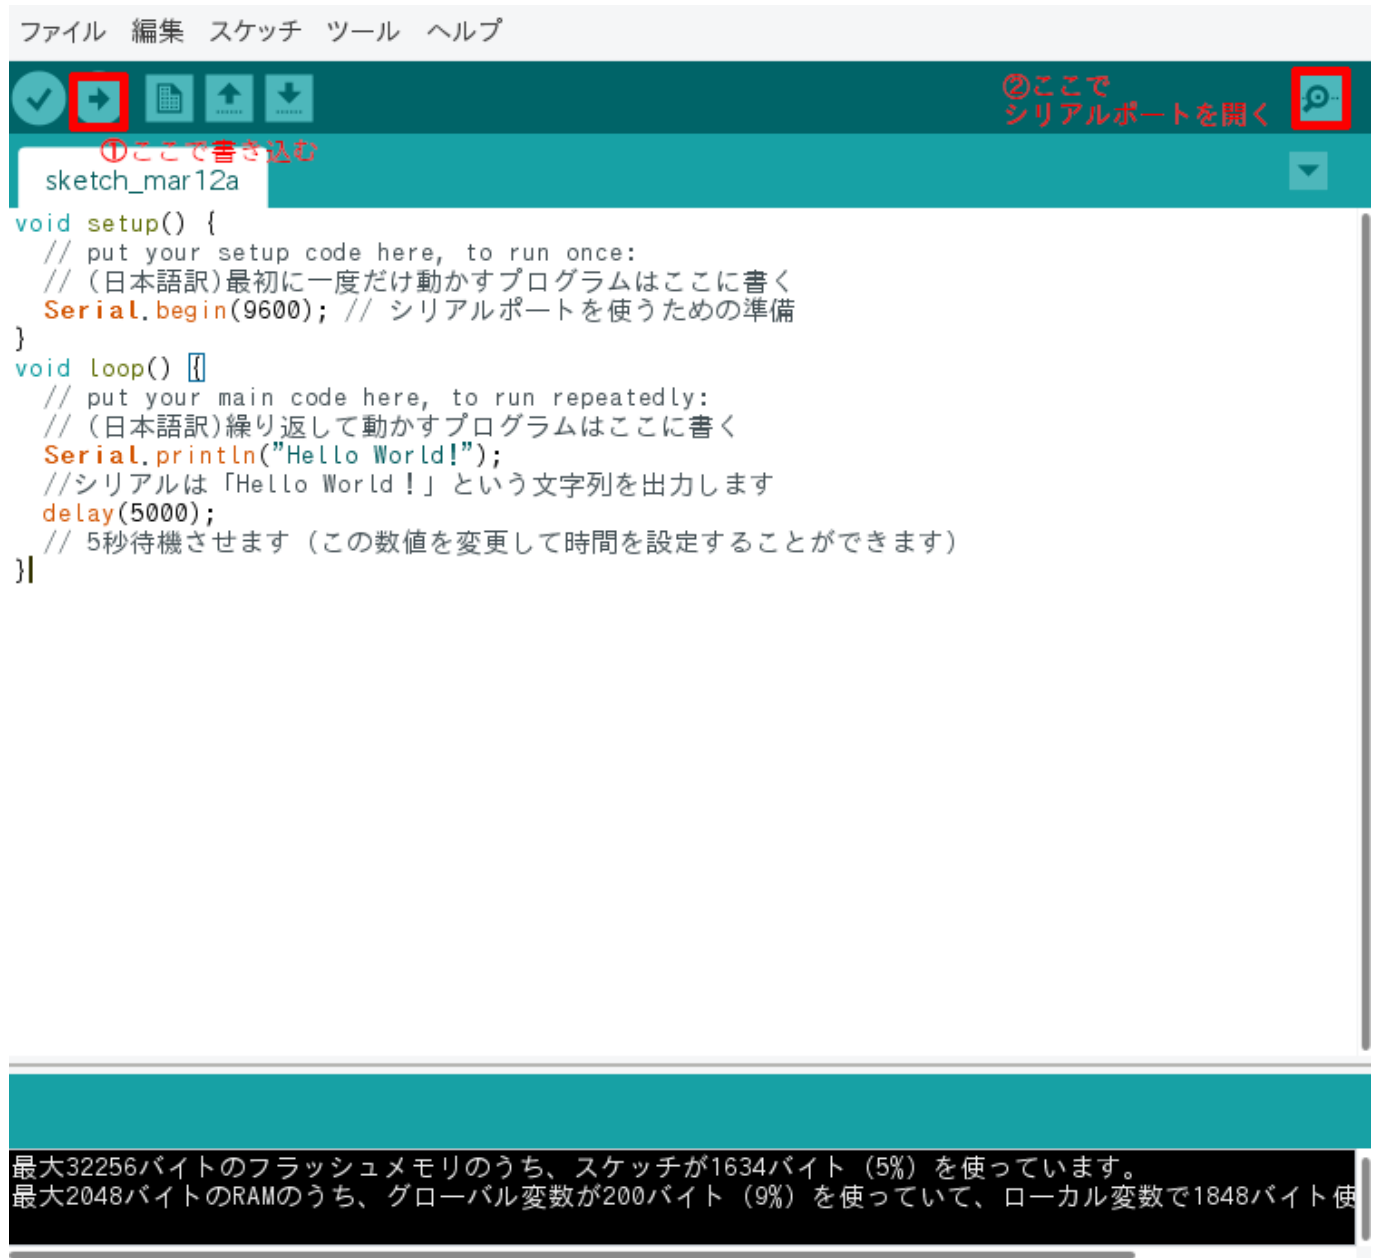 ファイル 編集 スケッチ ツール ヘルプ
②ここで
シリアルポートを開く
①ここで書き込む
sketch_mar12a
void setup() {
  // put your setup code here, to run once:
  // (日本語訳)最初に一度だけ動かすプログラムはここに書く
  Serial.begin(9600); // シリアルポートを使うための準備
}
void loop() {
  // put your main code here, to run repeatedly:
  // (日本語訳)繰り返して動かすプログラムはここに書く
  Serial.println("Hello World!");
  //シリアルは「Hello World！」という文字列を出力します
  delay(5000);
  // 5秒待機させます（この数値を変更して時間を設定することができます）
}
最大32256バイトのフラッシュメモリのうち、スケッチが1634バイト（5%）を使っています。
最大2048バイトのRAMのうち、グローバル変数が200バイト（9%）を使っていて、ローカル変数で1848バイト使